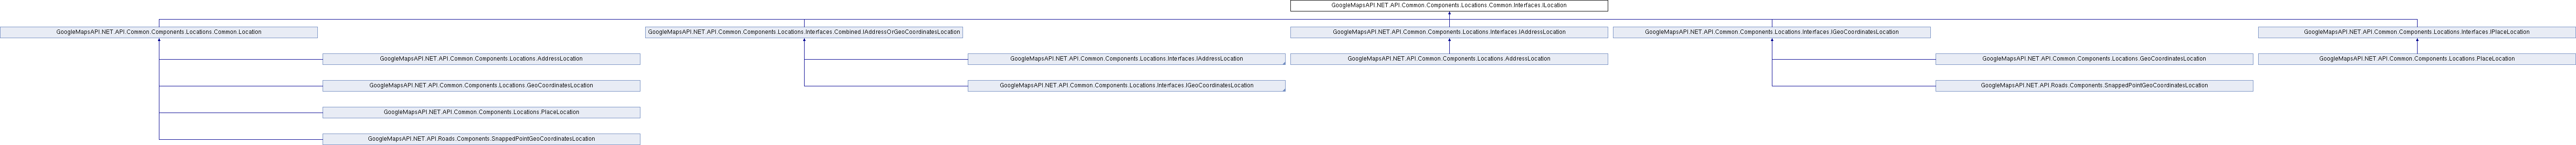 GoogleMapsAPI.NET.API.Common.Components.Locations.Common.Interfaces.ILocation
GoogleMapsAPI.NET.API.Common.Components.Locations.Common.Location
GoogleMapsAPI.NET.API.Common.Components.Locations.Interfaces.Combined.IAddressOrGeoCoordinatesLocation
GoogleMapsAPI.NET.API.Common.Components.Locations.Interfaces.IAddressLocation
GoogleMapsAPI.NET.API.Common.Components.Locations.Interfaces.IGeoCoordinatesLocation
GoogleMapsAPI.NET.API.Common.Components.Locations.Interfaces.IPlaceLocation
GoogleMapsAPI.NET.API.Common.Components.Locations.AddressLocation
GoogleMapsAPI.NET.API.Common.Components.Locations.Interfaces.IAddressLocation
GoogleMapsAPI.NET.API.Common.Components.Locations.AddressLocation
GoogleMapsAPI.NET.API.Common.Components.Locations.GeoCoordinatesLocation
GoogleMapsAPI.NET.API.Common.Components.Locations.PlaceLocation
GoogleMapsAPI.NET.API.Common.Components.Locations.GeoCoordinatesLocation
GoogleMapsAPI.NET.API.Common.Components.Locations.Interfaces.IGeoCoordinatesLocation
GoogleMapsAPI.NET.API.Roads.Components.SnappedPointGeoCoordinatesLocation
GoogleMapsAPI.NET.API.Common.Components.Locations.PlaceLocation
GoogleMapsAPI.NET.API.Roads.Components.SnappedPointGeoCoordinatesLocation